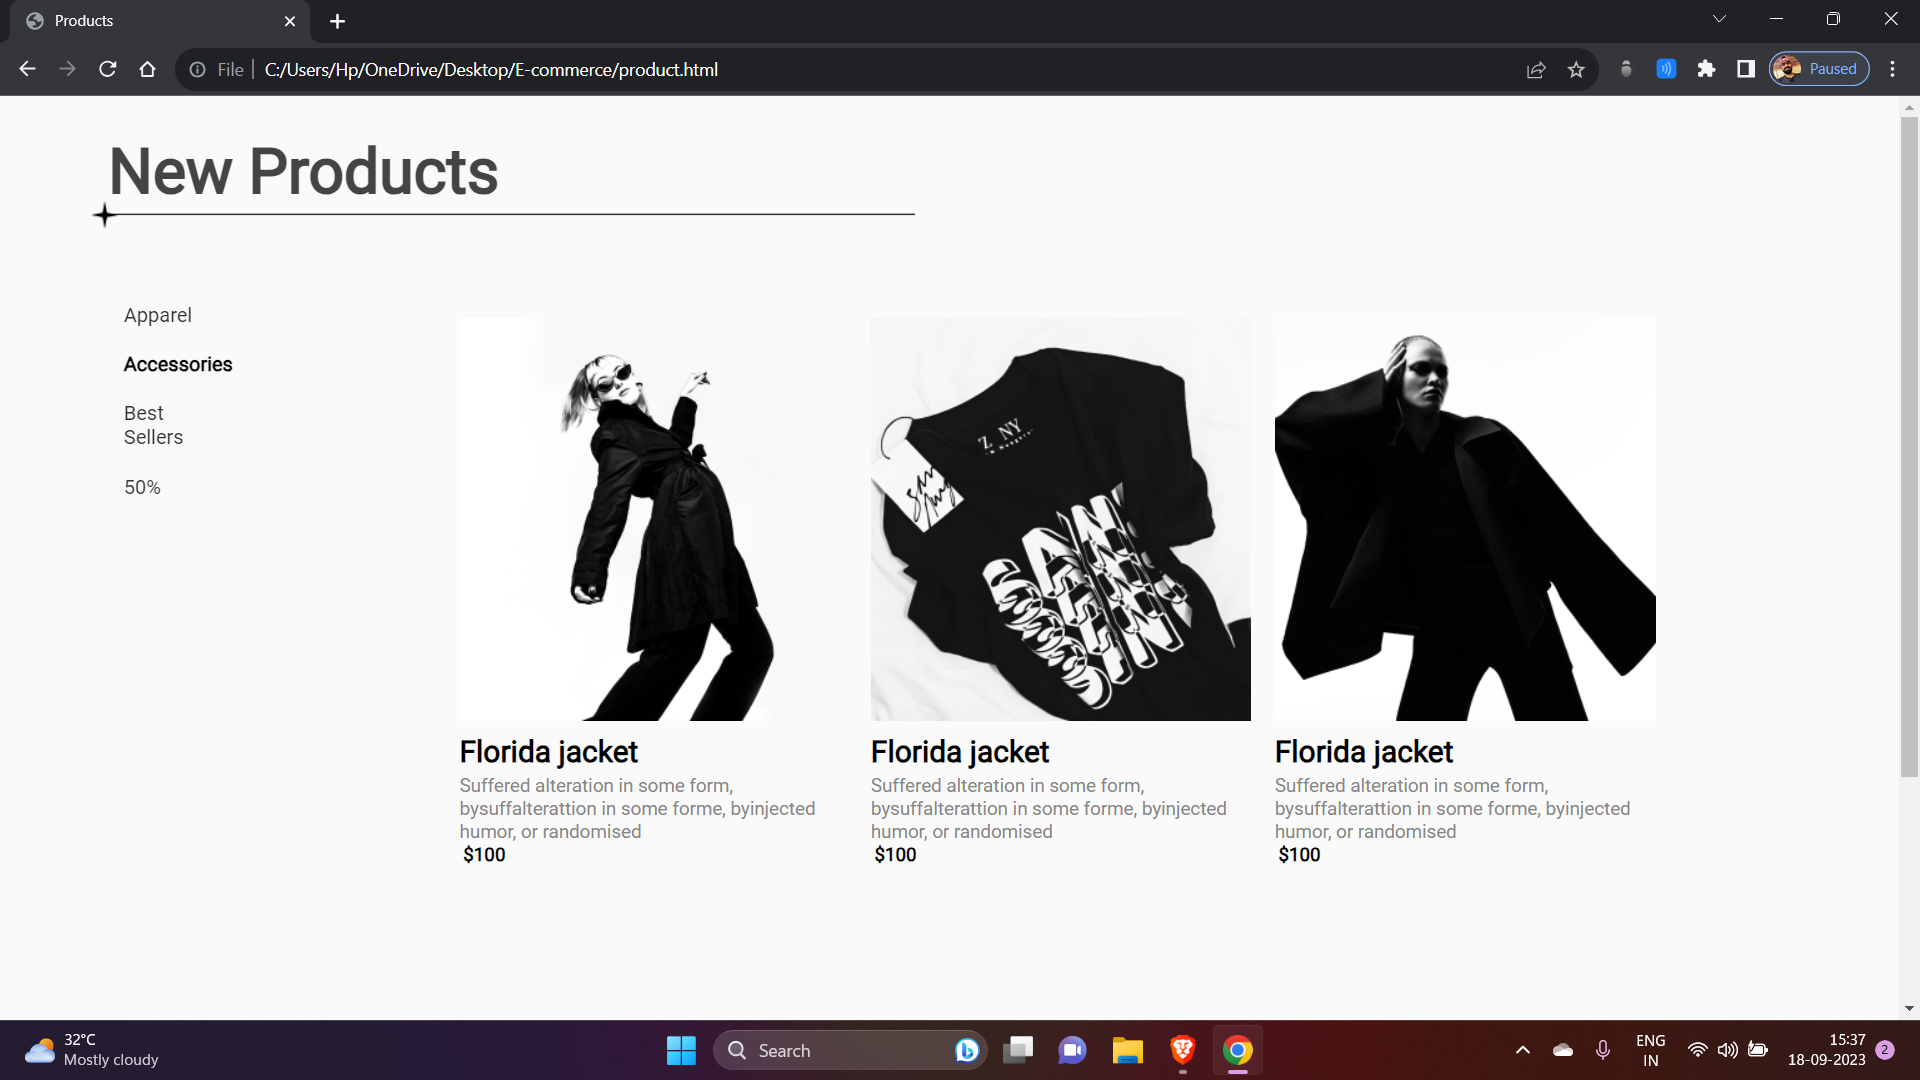 Products
File
C:/Users/Hp/OneDrive/Desktop/E-commerce/product.html
Paused
New Products
Apparel
Accessories
Best
Sellers
50%
Z NY
Florida jacket
Suffered alteration in some form,
bysuffalterattion in some forme, byinjected
humor, or randomised
$100
Florida jacket
Suffered alteration in some form,
bysuffalterattion in some forme, byinjected
humor, or randomised
$100
Florida jacket
Suffered alteration in some form,
bysuffalterattion in some forme, byinjected
humor, or randomised
$100
32°C
Mostly cloudy
Search
ENG
IN
15:37
18-09-2023
2